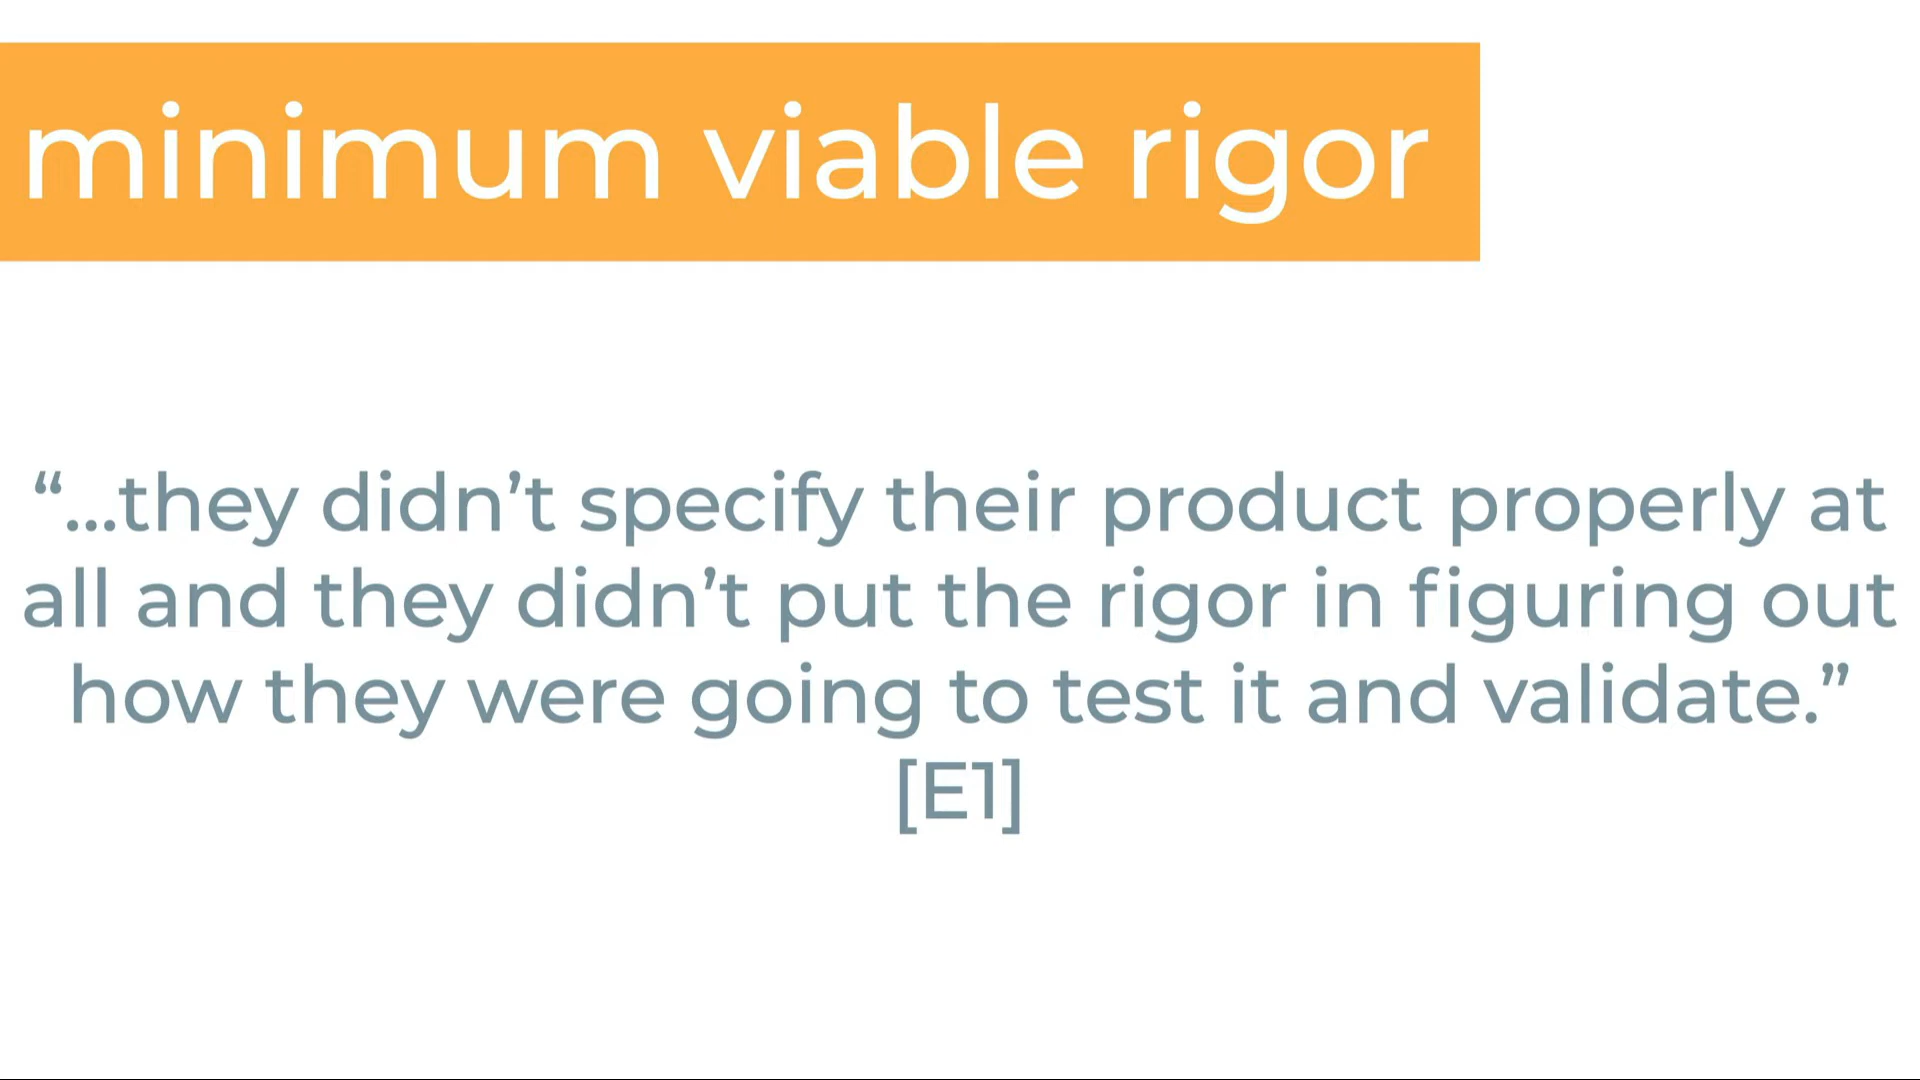 minimum viable rigor
“...they didn’t specify their product properly at
all and they didn’t put the rigor in figuring out
how they were going to test it and validate.”
[E1]